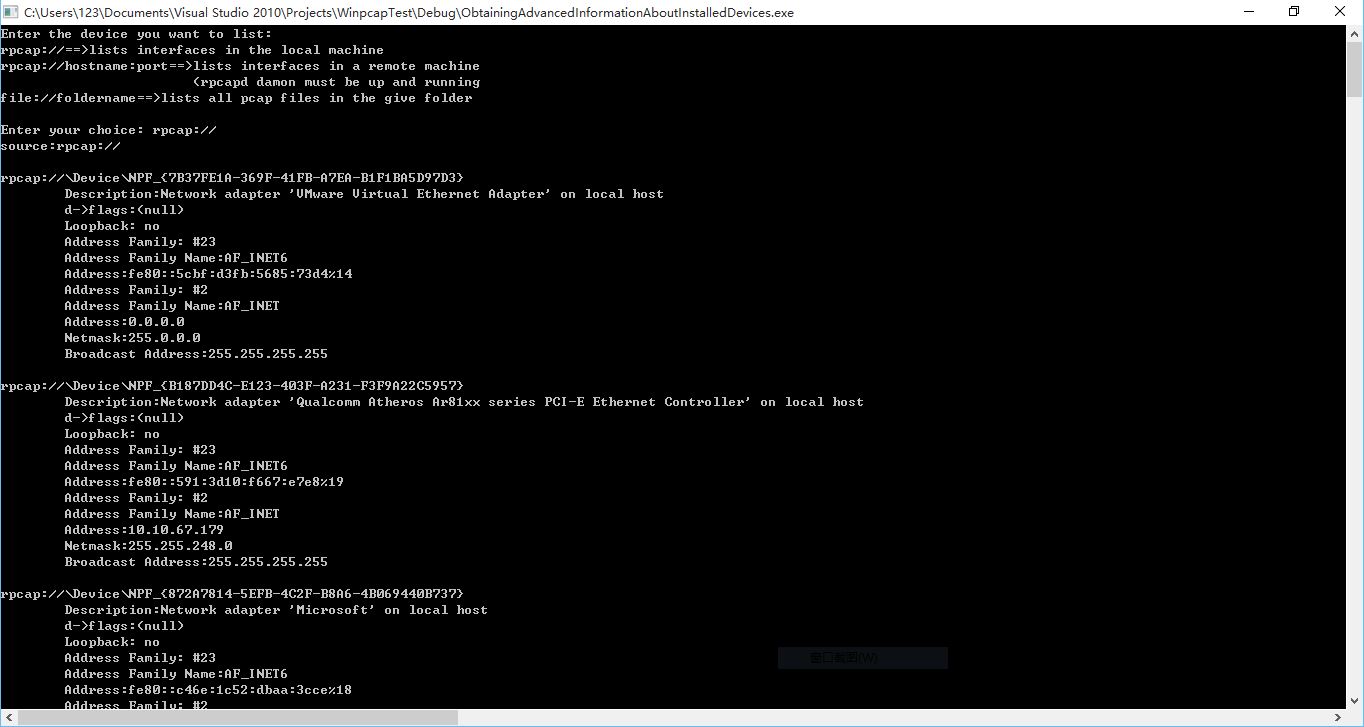 C:\Users\123\Documents\Visual Studio 2010\Projects\WinpcapTest\Debug\ObtainingAdvancedInformationAboutInstalledDevices.exe
Enter the device you want to list:
rpcap://==>lists interfaces in the local machine
rpcap://hostname:port==>lists interfaces in a remote machine
(rpcapd damon must be up and running
file://foldername==>lists all pcap files in the give folder
Enter your choice: rpcap://
source:rpcap://
rpcap://\Device\NPF_{7B37FE1A-369F-41FB-A7EA-B1F1BA5D97D3}
Description:Network adapter 'VMware Virtual Ethernet Adapter' on local host
d->flags:(null)
Loopback: no
Address Family: #23
Address Family Name:AF_INET6
Address:fe80::5cbf:d3fb:5685:73d4%14
Address Family: #2
Address Family Name:AF_INET
Address:0.0.0.0
Netmask:255.0.0.0
Broadcast Address:255.255.255.255
rpcap://\Device\NPF_{B187DD4C-E123-403F-A231-F3F9A22C5957}
Description:Network adapter 'Qualcomm Atheros Ar81xx series PCI-E Ethernet Controller' on local host
d->flags:(null)
Loopback: no
Address Family: #23
Address Family Name:AF_INET6
Address:fe80::591:3d10:f667:e7e8%19
Address Family: #2
Address Family Name:AF_INET
Address:10.10.67.179
Netmask:255.255.248.0
Broadcast Address:255.255.255.255
rpcap://\Device\NPF_{872A7814-5EFB-4C2F-B8A6-4B069440B737}
Description:Network adapter 'Microsoft' on local host
d->flags:(null)
Loopback: no
Address Family: #23
Address Family Name:AF_INET6
Address:fe80::c46e:1c52:dbaa:3cce%18
Address Family: #2
窗口截图(W)